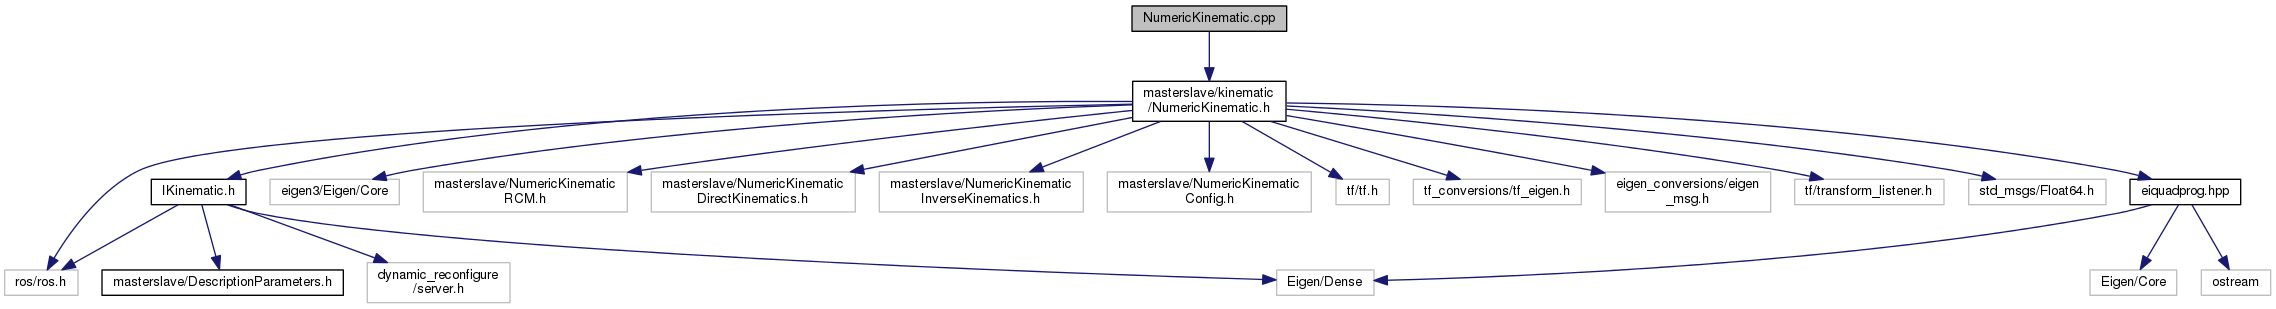 NumericKinematic.cpp
masterslave/kinematic
/NumericKinematic.h
IKinematic.h
eigen3/Eigen/Core
masterslave/NumericKinematic
RCM.h
masterslave/NumericKinematic
DirectKinematics.h
masterslave/NumericKinematic
InverseKinematics.h
masterslave/NumericKinematic
Config.h
tf/tf.h
tf_conversions/tf_eigen.h
eigen_conversions/eigen
_msg.h
tf/transform_listener.h
std_msgs/Float64.h
eiquadprog.hpp
ros/ros.h
masterslave/DescriptionParameters.h
dynamic_reconfigure
/server.h
Eigen/Dense
Eigen/Core
ostream